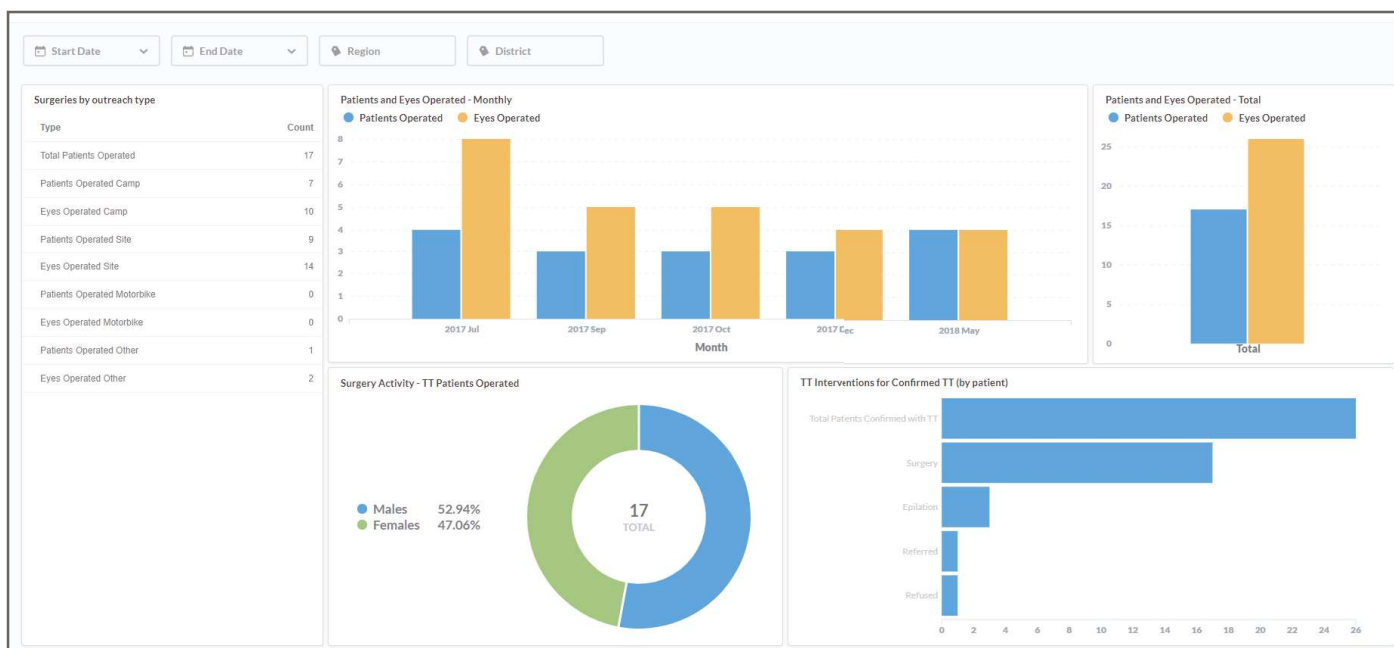 Start Date
End Date
Region
District
Surgeries by outreach type
Type Count
Total Patients Operated 17
Patients Operated Camp 7
Eyes Operated Camp 10
Patients Operated Site 9
Eyes Operated Site 14
Patients Operated Motorbike 0
Eyes Operated Motorbike 0
Patients Operated Other 1
Eyes Operated Other 2
Patients and Eyes Operated - Monthly
Patients Operated Eyes Operated
8
7
6
5
4
3
2
1
0
2017 Jul 2017 Sep 2017 Oct 2017 Dec 2018 May
Month
Patients and Eyes Operated - Total
Patients Operated Eyes Operated
25
20
15
10
5
0
Total
Surgery Activity - TT Patients Operated
Males 52.94%
Females 47.06%
17
TOTAL
TT Interventions for Confirmed TT (by patient)
Total Patents Confirmed with TT
Surgery
Epilation
Referred
Refused
0 2 4 6 8 10 12 14 16 18 20 22 24 26